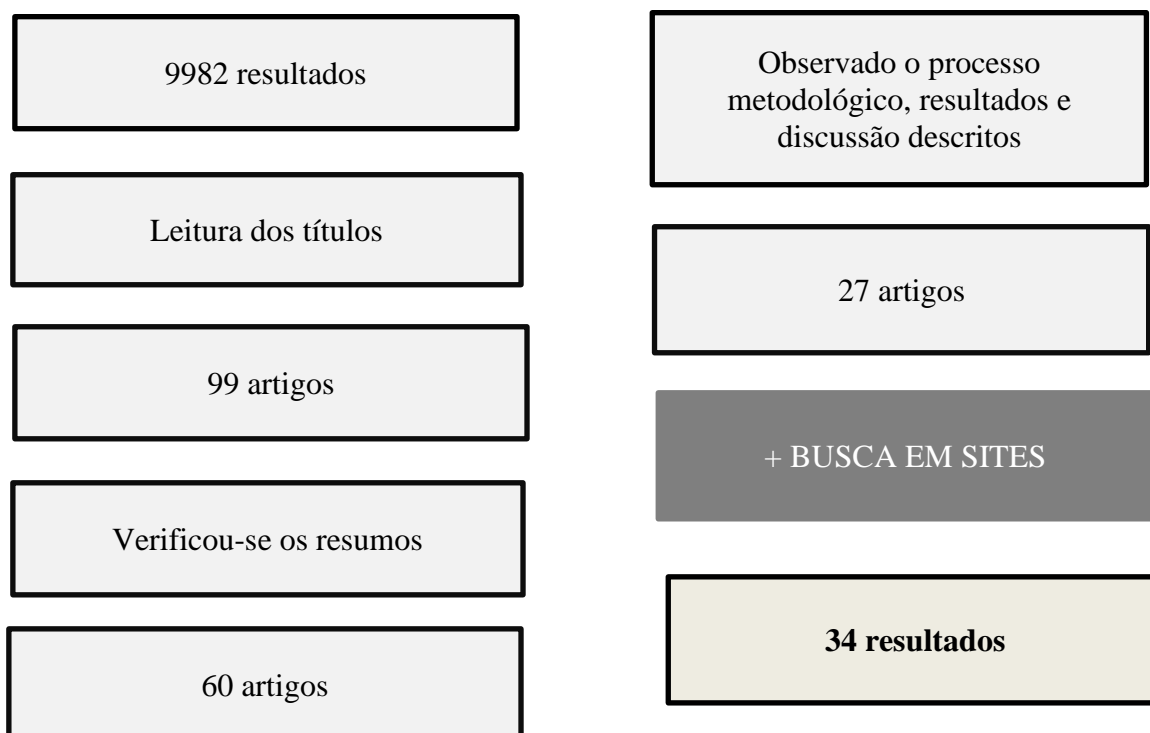 9982 resultados
Leitura dos títulos
99 artigos
Verificou-se os resumos
60 artigos
Observado o processo
metodológico, resultados e
discussão descritos
27 artigos
+ BUSCA EM SITES
34 resultados